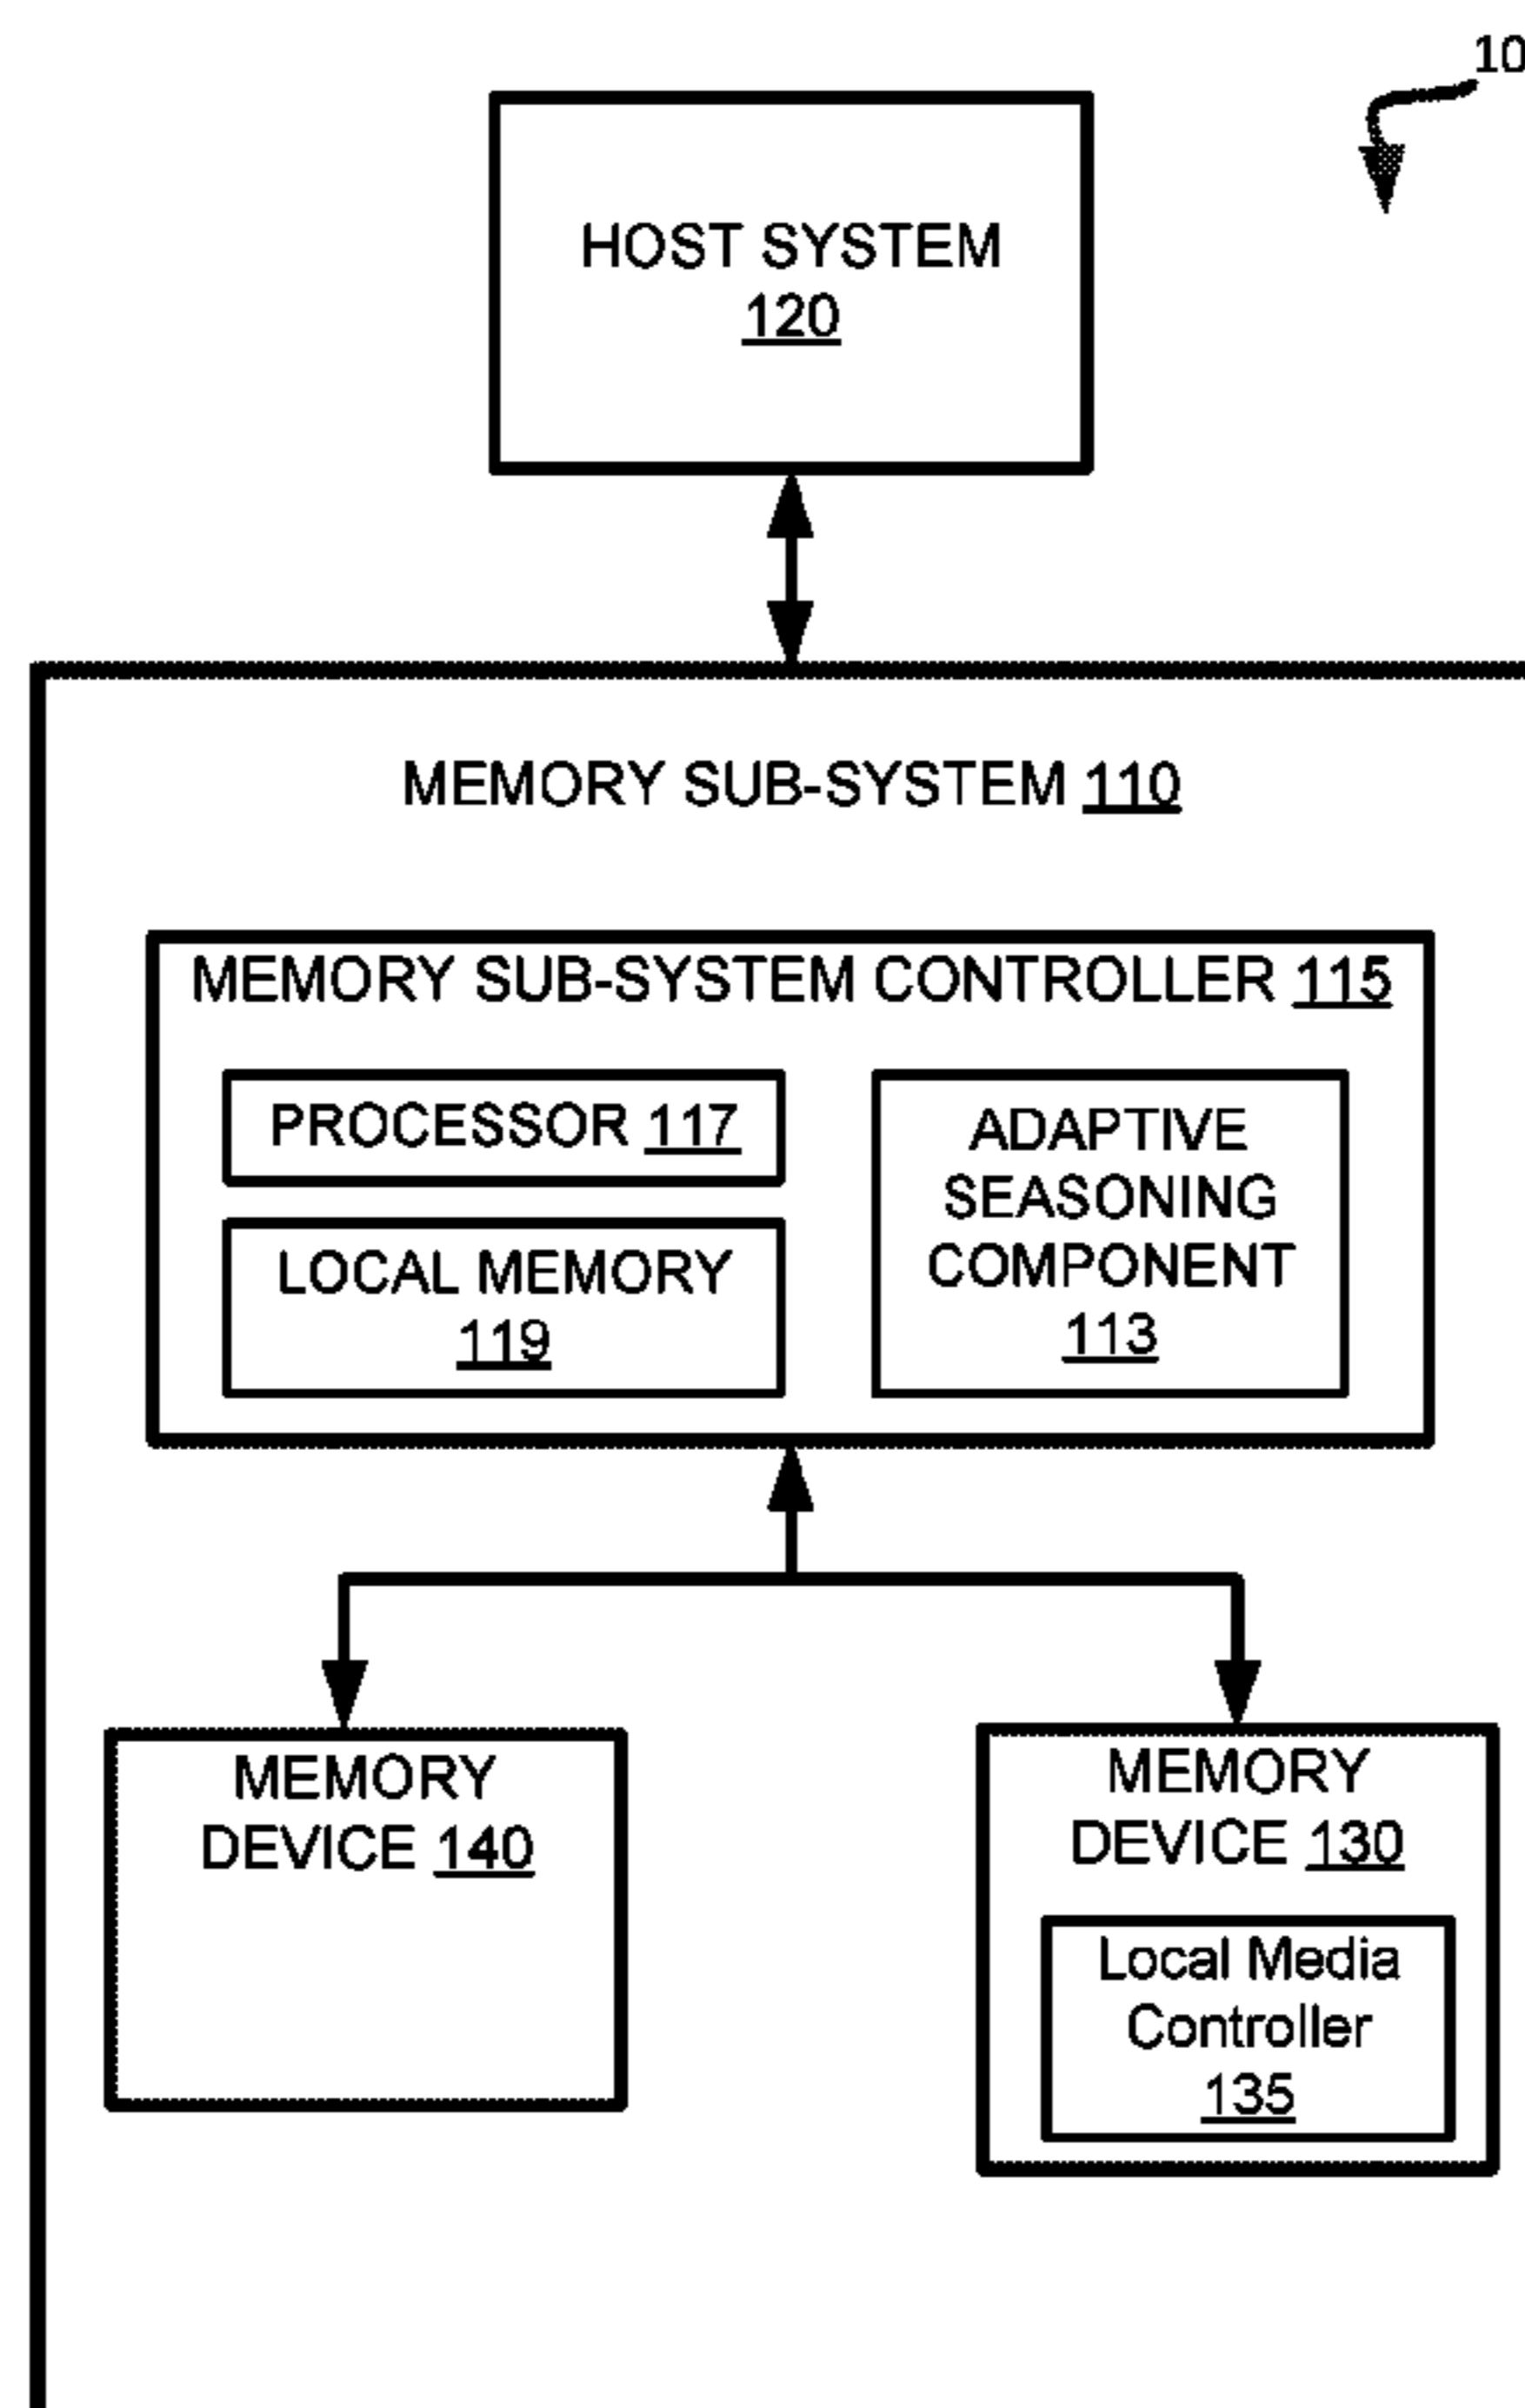 10
HOST SYSTEM
120
MEMORY SUB-SYSTEM 110
MEMORY SUB-SYSTEM CONTROLLER 115
PROCESSOR 117
LOCAL MEMORY
119
ADAPTIVE
SEASONING
COMPONENT
113
MEMORY
DEVICE 140
MEMORY
DEVICE 130
Local Media
Controller
135